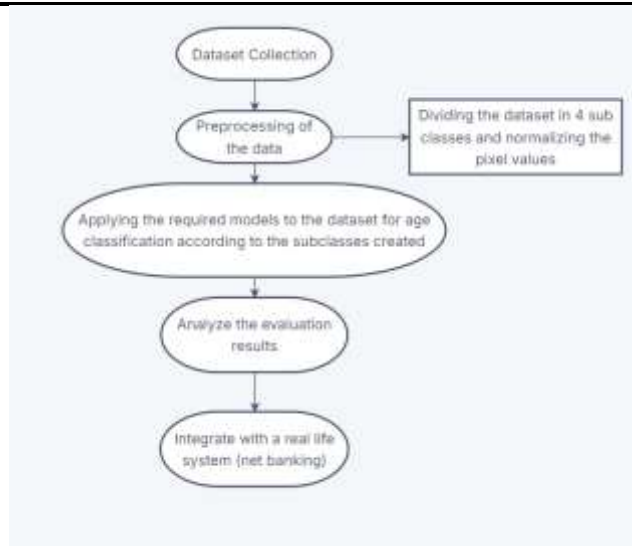 Dataset Collection
Preprocessing of
the data
Dividing the dataset in 4 sub
classes and normalizing the
pixel values
Applying the required models to the dataset for age
classification according to the subclasses created
Analyze the evaluation
results
Integrate with a real life
system (net banking)